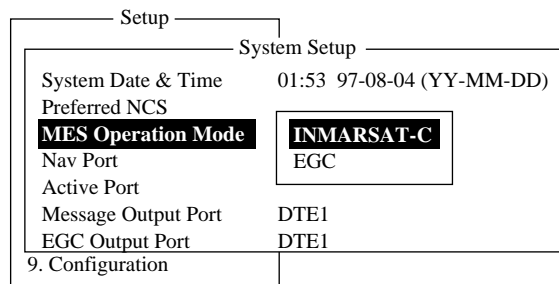 Setup
System Setup
System Date & Time 01:53 97-08-04 (YY-MM-DD)
Preferred NCS
MES Operation Mode INMARSAT-C
Nav Port EGC
Active Port
Message Output Port DTE1
EGC Output Port DTE1
9. Configuration